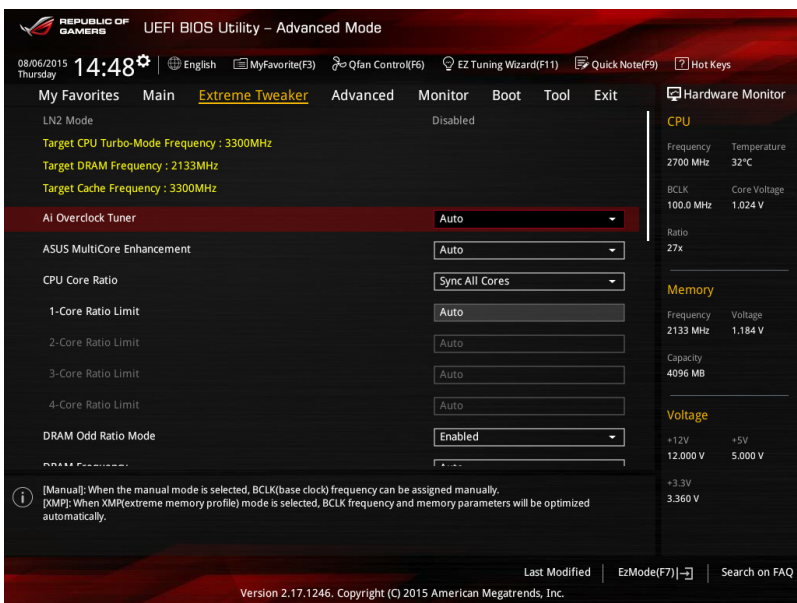 REPUBLIC OF
GAMERS
UEFI BIOS Utility – Advanced Mode
08/06/2015
Thursday
14:48
English
MyFavorite(F3)
Qfan Control(F6)
EZ Tuning Wizard(F11)
Quick Note(F9)
? Hot Keys
My Favorites Main Extreme Tweaker Advanced Monitor Boot Tool Exit
Hardware Monitor
LN2 Mode Disabled
Target CPU Turbo-Mode Frequency : 3300MHz
Target DRAM Frequency : 2133MHz
Target Cache Frequency : 3300MHz
Ai Overclock Tuner Auto
ASUS MultiCore Enhancement Auto
CPU Core Ratio Sync All Cores
1-Core Ratio Limit Auto
2-Core Ratio Limit Auto
3-Core Ratio Limit Auto
4-Core Ratio Limit Auto
DRAM Odd Ratio Mode Enabled
DRAM Frequency Auto
CPU
Frequency Temperature
2700 MHz 32°C
BCLK Core Voltage
100.0 MHz 1.024 V
Ratio
27x
Memory
Frequency Voltage
2133 MHz 1.184 V
Capacity
4096 MB
Voltage
+12V +5V
12.000 V 5.000 V
+3.3V
3.360 V
i
[Manual]: When the manual mode is selected, BCLK(base clock) frequency can be assigned manually.
[XMP]: When XMP(extreme memory profile) mode is selected, BCLK frequency and memory parameters will be optimized
automatically.
Last Modified
EzMode(F7)
Search on FAQ
Version 2.17.1246. Copyright (C) 2015 American Megatrends, Inc.